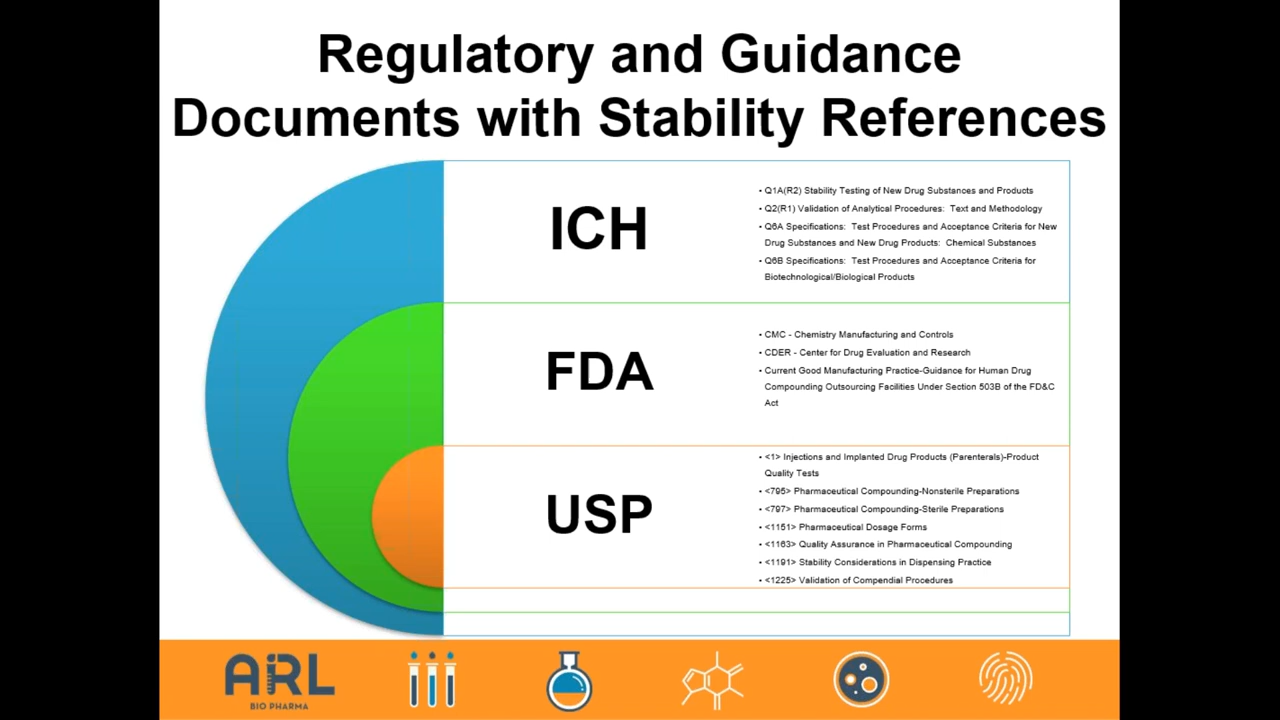 Regulatory and Guidance
Documents with Stability References
ICH
• Q1A(R2) Stability Testing of New Drug Substances and Products
• Q2(R1) Validation of Analytical Procedures: Text and Methodology
• Q6A Specifications: Test Procedures and Acceptance Criteria for New
Drug Substances and New Drug Products: Chemical Substances
• Q6B Specifications: Test Procedures and Acceptance Criteria for
Biotechnological/Biological Products
FDA
• CMC - Chemistry Manufacturing and Controls
• CDER - Center for Drug Evaluation and Research
• Current Good Manufacturing Practice-Guidance for Human Drug
Compounding Outsourcing Facilities Under Section 503B of the FD&C
Act
USP
• <1> Injections and Implanted Drug Products (Parenterals)-Product
Quality Tests
• <795> Pharmaceutical Compounding-Nonsterile Preparations
• <797> Pharmaceutical Compounding-Sterile Preparations
• <1151> Pharmaceutical Dosage Forms
• <1163> Quality Assurance in Pharmaceutical Compounding
• <1191> Stability Considerations in Dispensing Practice
• <1225> Validation of Compendial Procedures
ARL
BIO PHARMA